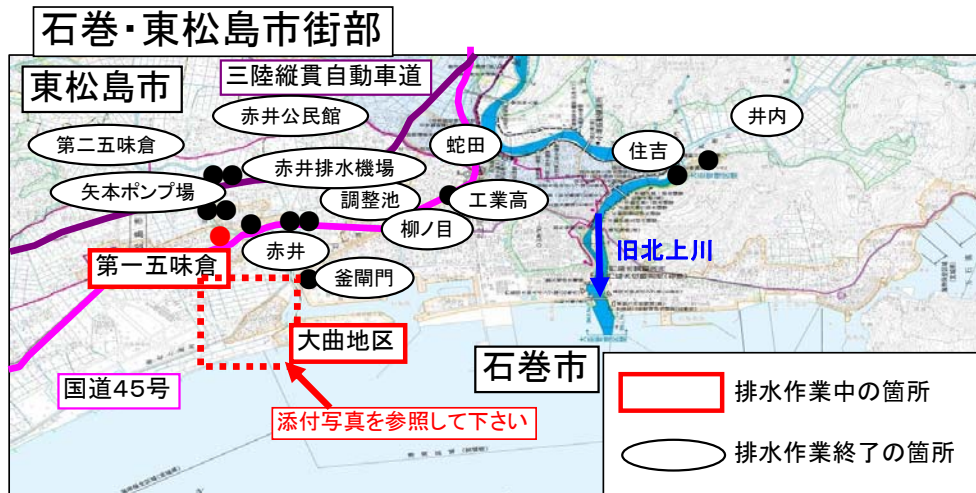 石巻・東松島市街部
東松島市
三陸縦貫自動車道
赤井公民館
井内
第二五味倉
蛇田
住吉
赤井排水機場
矢本ポンプ場
調整池
工業高
柳ノ目
赤井
旧北上川
第一五味倉
釜閘門
大曲地区
石巻市
国道45号
排水作業中の箇所
添付写真を参照して下さい
排水作業終了の箇所